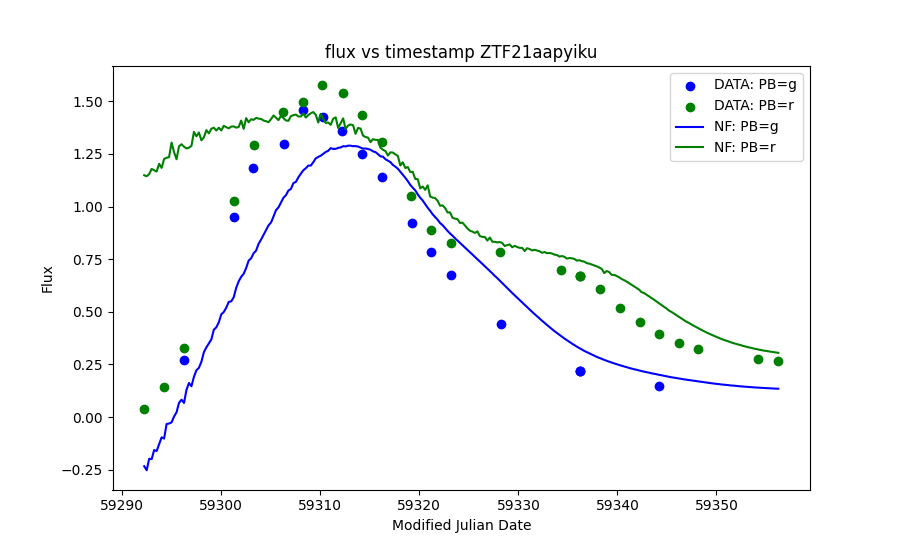 flux vs timestamp ZTF21aapyiku
DATA: PB=g
DATA: PB=r
NF: PB=g
NF: PB=r
Flux
1.50
1.25
1.00
0.75
0.50
0.25
0.00
−0.25
59290 59300 59310 59320 59330 59340 59350
Modified Julian Date